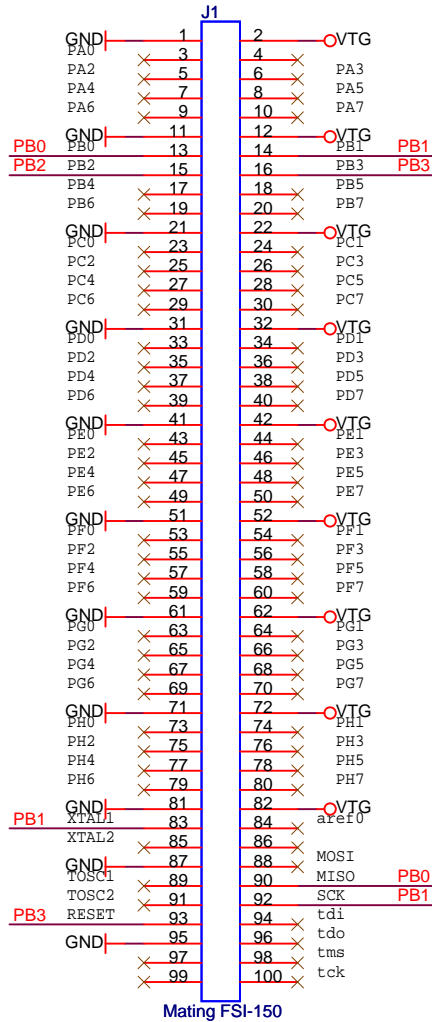 J1
GND 1 2 VTG
PA0 3 4
PA2 5 6 PA3
PA4 7 8 PA5
PA6 9 10 PA7
GND 11 12 VTG
PB0 PB0 13 14 PB1 PB1
PB2 PB2 15 16 PB3 PB3
PB4 17 18 PB5
PB6 19 20 PB7
GND 21 22 VTG
PC0 23 24 PC1
PC2 25 26 PC3
PC4 27 28 PC5
PC6 29 30 PC7
GND 31 32 VTG
PD0 33 34 PD1
PD2 35 36 PD3
PD4 37 38 PD5
PD6 39 40 PD7
GND 41 42 VTG
PE0 43 44 PE1
PE2 45 46 PE3
PE4 47 48 PE5
PE6 49 50 PE7
GND 51 52 VTG
PF0 53 54 PF1
PF2 55 56 PF3
PF4 57 58 PF5
PF6 59 60 PF7
GND 61 62 VTG
PG0 63 64 PG1
PG2 65 66 PG3
PG4 67 68 PG5
PG6 69 70 PG7
GND 71 72 VTG
PH0 73 74 PH1
PH2 75 76 PH3
PH4 77 78 PH5
PH6 79 80 PH7
GND 81 82 VTG
PB1 XTAL1 83 84 aref0
XTAL2 85 86
GND 87 88 MOSI
TOSC1 89 90 MISO PB0
TOSC2 91 92 SCK PB1
PB3 RESET 93 94 tdi
GND 95 96 tdo
97 98 tms
99 100 tck
Mating FSI-150